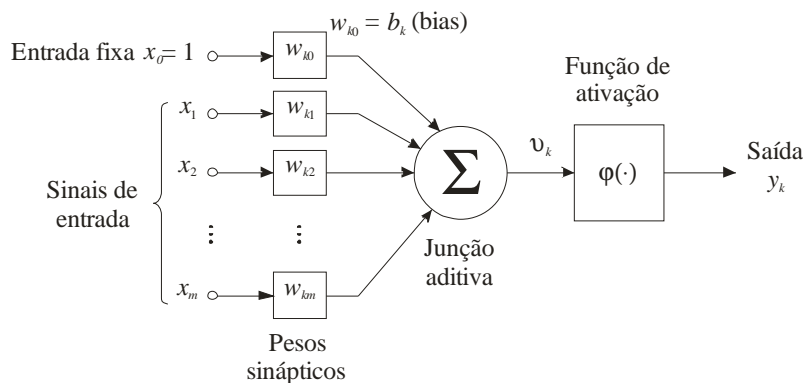 w_k0 = b_k (bias)
Entrada fixa x_0 = 1
w_k0
Função de
ativação
x_1
w_k1
x_2
w_k2
Σ
υ_k
φ(·)
Saída
y_k
Sinais de
entrada
...
...
Junção
aditiva
x_m
w_km
Pesos
sinápticos